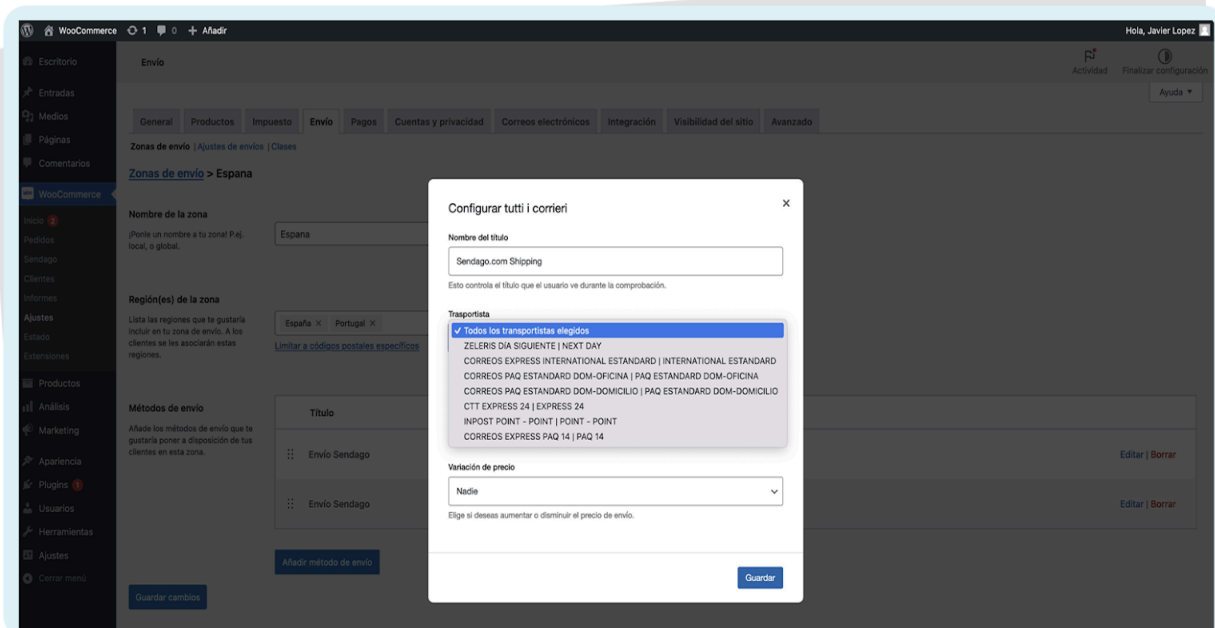 WooCommerce 1 0 + Añadir
Hola, Javier Lopez
Escritorio
Entradas
Medios
Páginas
Comentarios
WooCommerce
Inicio 2
Pedidos
Sendago
Clientes
Informes
Ajustes
Estado
Extensiones
Productos
Análisis
Marketing
Apariencia
Plugins 1
Usuarios
Herramientas
Ajustes
Cerrar menú
Envío
Actividad
Finalizar configuración
Ayuda
General Productos Impuesto Envío Pagos Cuentas y privacidad Correos electrónicos Integración Visibilidad del sitio Avanzado
Zonas de envío | Ajustes de envíos | Clases
Zonas de envío > Espana
Nombre de la zona
¡Ponle un nombre a tu zona! P.ej.
local, o global.
Espana
Región(es) de la zona
Lista las regiones que te gustaría
incluir en tu zona de envío. A los
clientes se les asociarán estas
regiones.
España × Portugal ×
Limitar a códigos postales específicos
Métodos de envío
Añade los métodos de envío que te
gustaría poner a disposición de tus
clientes en esta zona.
Título
Envío Sendago
Editar | Borrar
Envío Sendago
Editar | Borrar
Añadir método de envío
Guardar cambios
Configurar tutti i corrieri
×
Nombre del título
Sendago.com Shipping
Esto controla el título que el usuario ve durante la comprobación.
Trasportista
✓ Todos los transportistas elegidos
ZELERIS DÍA SIGUIENTE | NEXT DAY
CORREOS EXPRESS INTERNATIONAL ESTANDARD | INTERNATIONAL ESTANDARD
CORREOS PAQ ESTANDARD DOM-OFICINA | PAQ ESTANDARD DOM-OFICINA
CORREOS PAQ ESTANDARD DOM-DOMICILIO | PAQ ESTANDARD DOM-DOMICILIO
CTT EXPRESS 24 | EXPRESS 24
INPOST POINT - POINT | POINT - POINT
CORREOS EXPRESS PAQ 14 | PAQ 14
Variación de precio
Nadie
Elige si deseas aumentar o disminuir el precio de envío.
Guardar